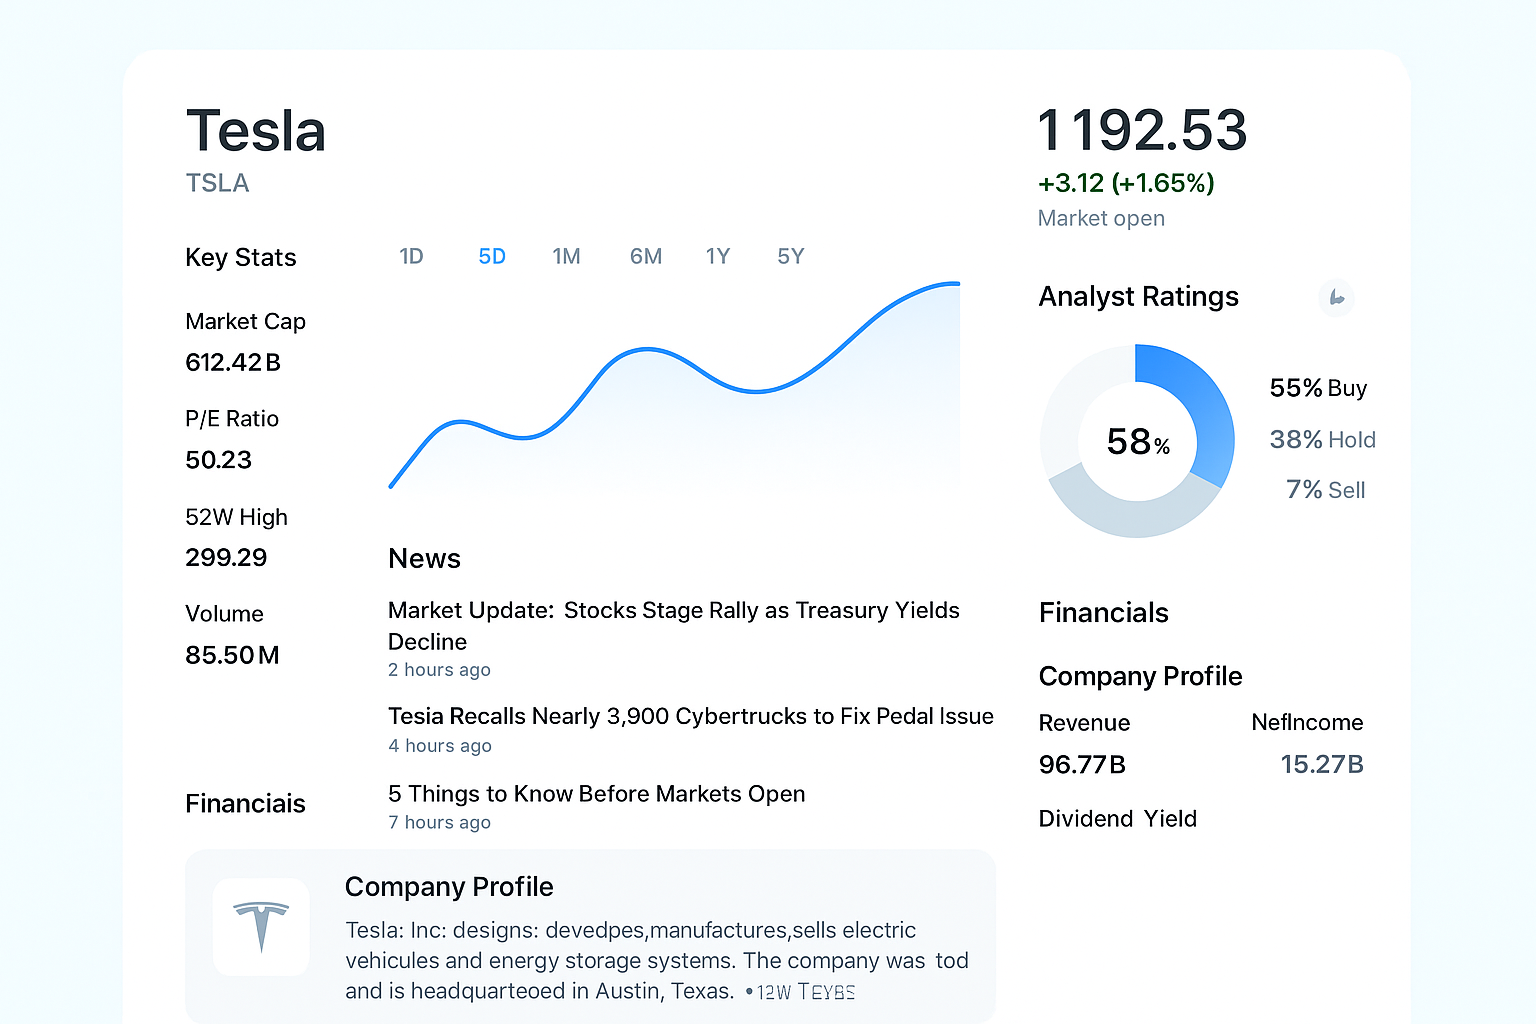 Tesla
TSLA
1192.53
+3.12 (+1.65%)
Market open
Key Stats
1D 5D 1M 6M 1Y 5Y
Market Cap
612.42B
P/E Ratio
50.23
52W High
299.29
Volume
85.50M
Analyst Ratings
58%
55% Buy
38% Hold
7% Sell
News
Market Update: Stocks Stage Rally as Treasury Yields
Decline
2 hours ago
Tesia Recalls Nearly 3,900 Cybertrucks to Fix Pedal Issue
4 hours ago
5 Things to Know Before Markets Open
7 hours ago
Financials
Company Profile
Revenue NefIncome
96.77B 15.27B
Dividend Yield
Financiais
Company Profile
Tesla: Inc: designs: devedpes,manufactures,sells electric
vehicules and energy storage systems. The company was tod
and is headquarteoed in Austin, Texas. •12W TEYBS